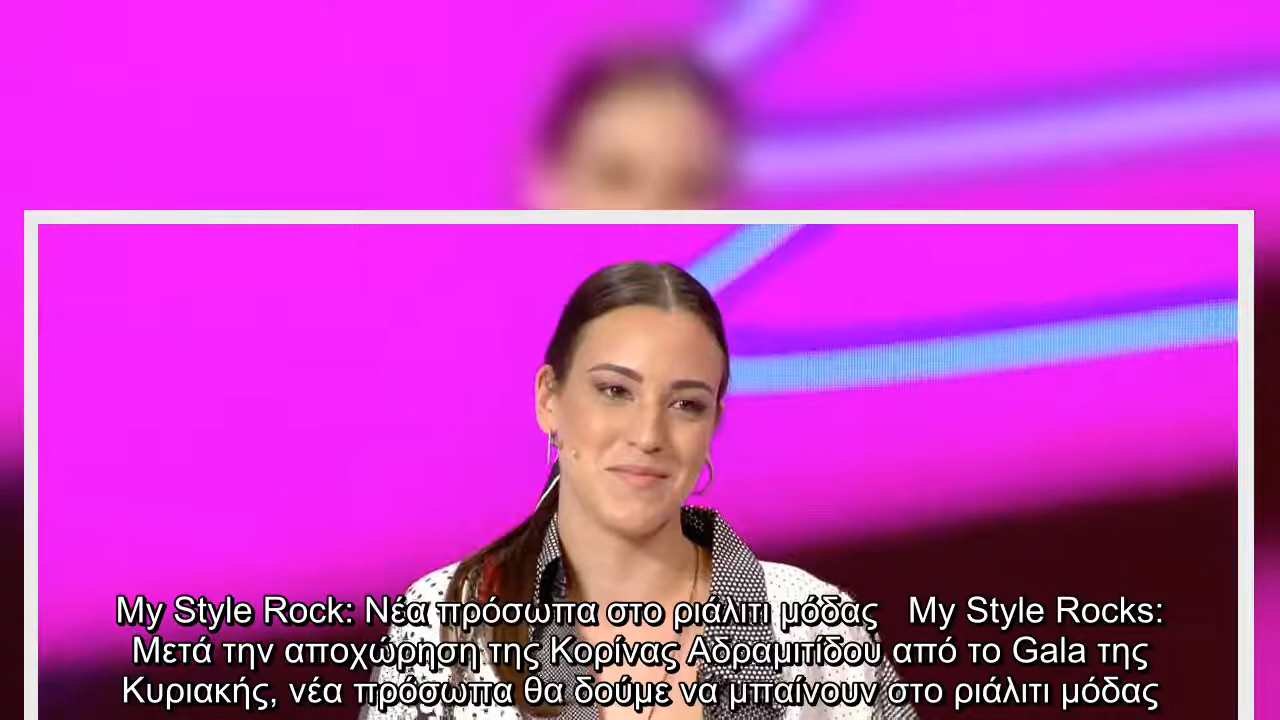 My Style Rock: Νέα πρόσωπα στο ριάλιτι μόδας   My Style Rocks:
Μετά την αποχώρηση της Κορίνας Αδραμιτίδου από το Gala της
Κυριακής, νέα πρόσωπα θα δούμε να μπαίνουν στο ριάλιτι μόδας